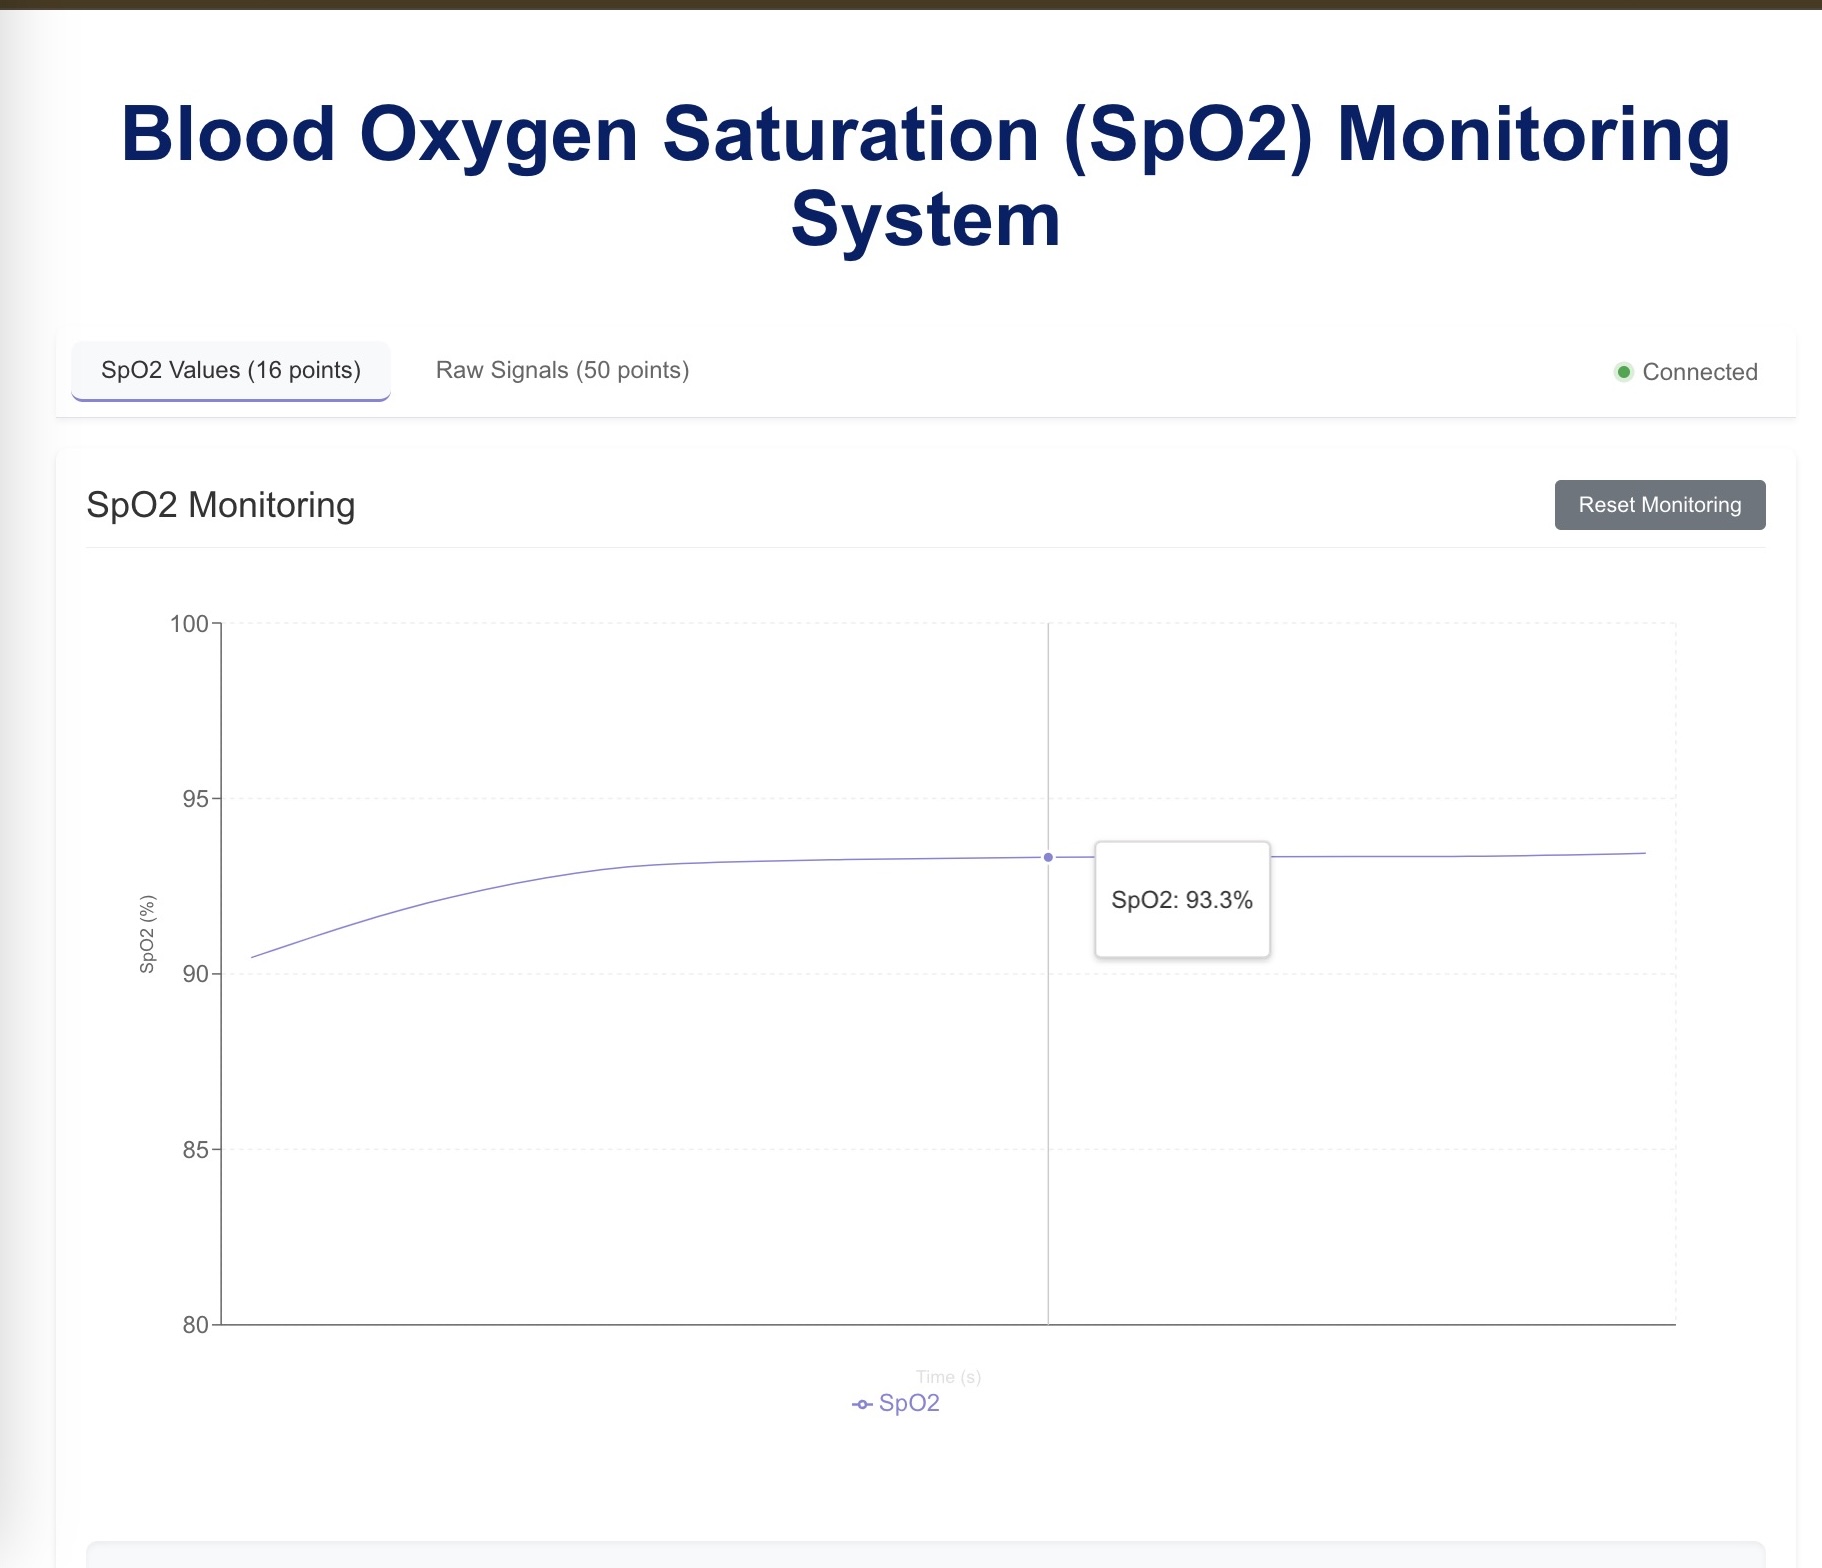 Blood Oxygen Saturation (SpO2) Monitoring
System
SpO2 Values (16 points)
Raw Signals (50 points)
Connected
SpO2 Monitoring
Reset Monitoring
100
95
90
85
80
SpO2 (%)
SpO2: 93.3%
Time (s)
SpO2